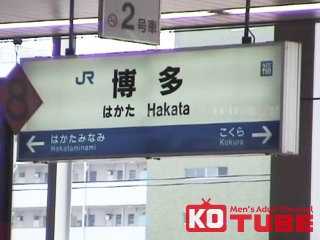 2号車
8
JR 博多 福
はかた Hakata
はかたみなみ こくら
Hakataminami Kokura
Men's Adult Channel
KO TUBE